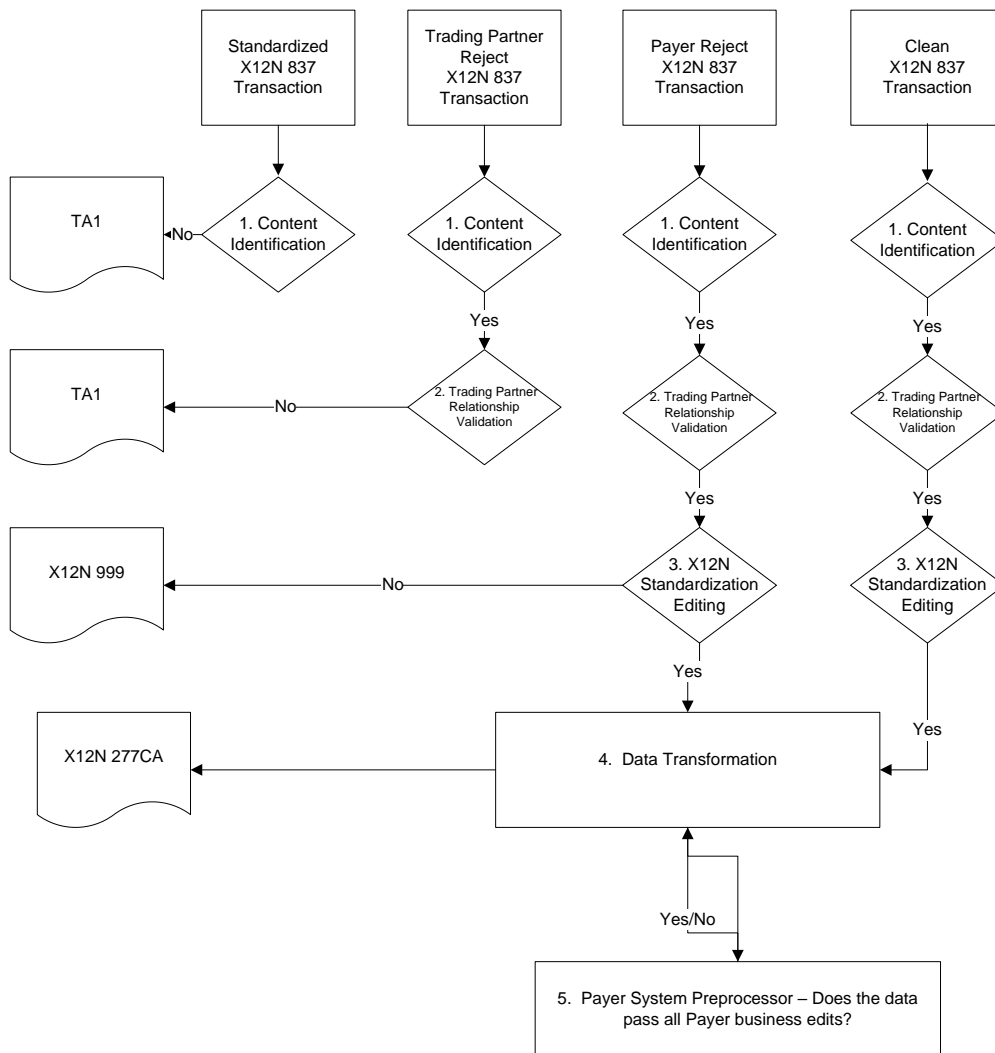 Standardized
X12N 837
Transaction
Trading Partner
Reject
X12N 837
Transaction
Payer Reject
X12N 837
Transaction
Clean
X12N 837
Transaction
TA1
No
1. Content
Identification
1. Content
Identification
1. Content
Identification
1. Content
Identification
Yes
Yes
Yes
TA1
No
2. Trading Partner
Relationship
Validation
2. Trading Partner
Relationship
Validation
2. Trading Partner
Relationship
Validation
Yes
Yes
X12N 999
No
3. X12N
Standardization
Editing
3. X12N
Standardization
Editing
Yes
Yes
X12N 277CA
4. Data Transformation
Yes/No
5. Payer System Preprocessor – Does the data
pass all Payer business edits?